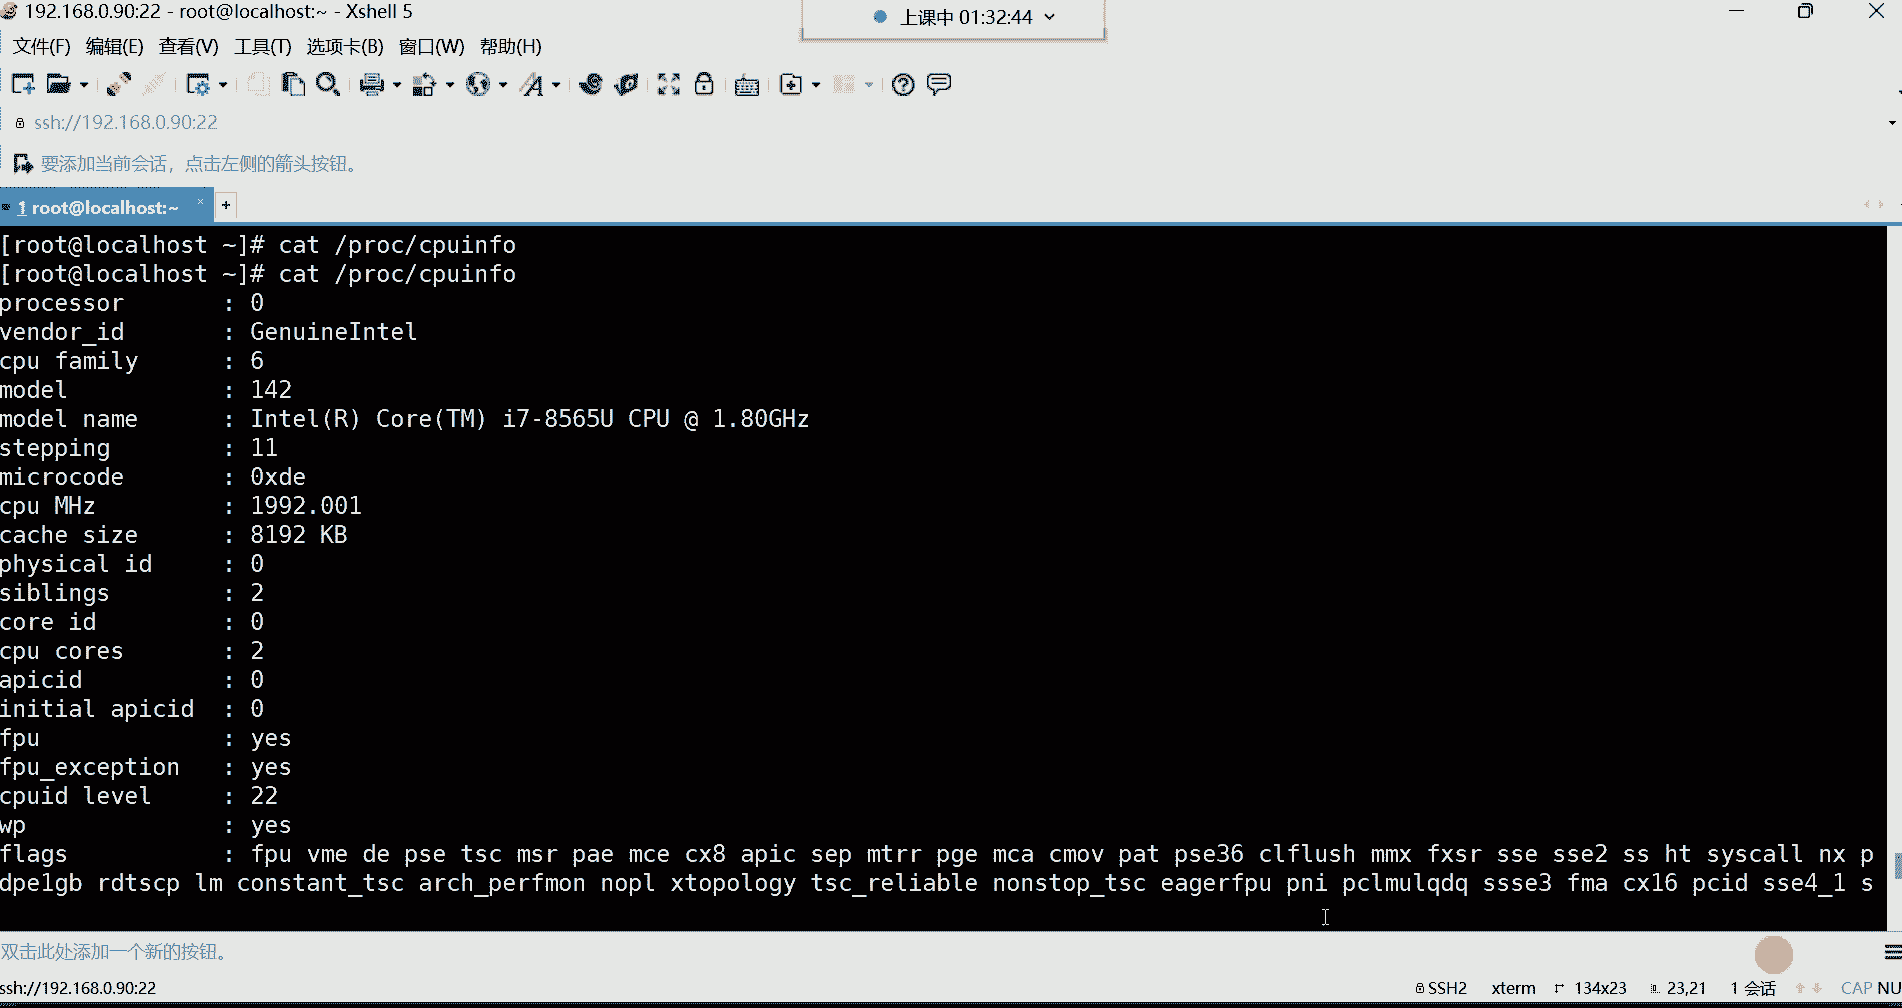 192.168.0.90:22 - root@localhost:~ - Xshell 5
上课中 01:32:44
文件(F) 编辑(E) 查看(V) 工具(T) 选项卡(B) 窗口(W) 帮助(H)
ssh://192.168.0.90:22
要添加当前会话，点击左侧的箭头按钮。
1 root@localhost:~ × +
[root@localhost ~]# cat /proc/cpuinfo
[root@localhost ~]# cat /proc/cpuinfo
processor : 0
vendor_id : GenuineIntel
cpu family : 6
model : 142
model name : Intel(R) Core(TM) i7-8565U CPU @ 1.80GHz
stepping : 11
microcode : 0xde
cpu MHz : 1992.001
cache size : 8192 KB
physical id : 0
siblings : 2
core id : 0
cpu cores : 2
apicid : 0
initial apicid : 0
fpu : yes
fpu_exception : yes
cpuid level : 22
wp : yes
flags : fpu vme de pse tsc msr pae mce cx8 apic sep mtrr pge mca cmov pat pse36 clflush mmx fxsr sse sse2 ss ht syscall nx p
dpe1gb rdtscp lm constant_tsc arch_perfmon nopl xtopology tsc_reliable nonstop_tsc eagerfpu pni pclmulqdq ssse3 fma cx16 pcid sse4_1 s
双击此处添加一个新的按钮。
ssh://192.168.0.90:22 SSH2 xterm 134x23 23,21 1 会话 CAP NU